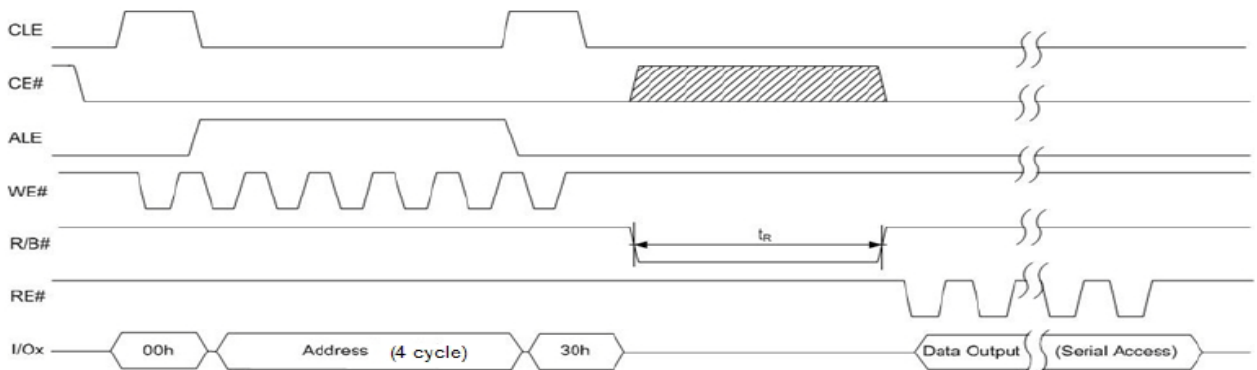 CLE
CE#
ALE
WE#
R/B#
tR
RE#
I/Ox 00h Address (4 cycle) 30h Data Output (Serial Access)